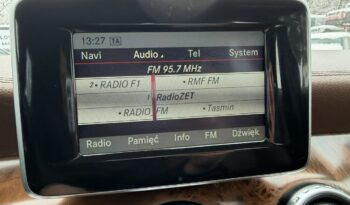 13:27 TA
Navi Audio Tel System
FM 95.7 MHz
2• RADIO F1 • RMF FM
RadioZET
• RADIO FM • Tasmin
Radio Pamięć Info FM Dźwięk